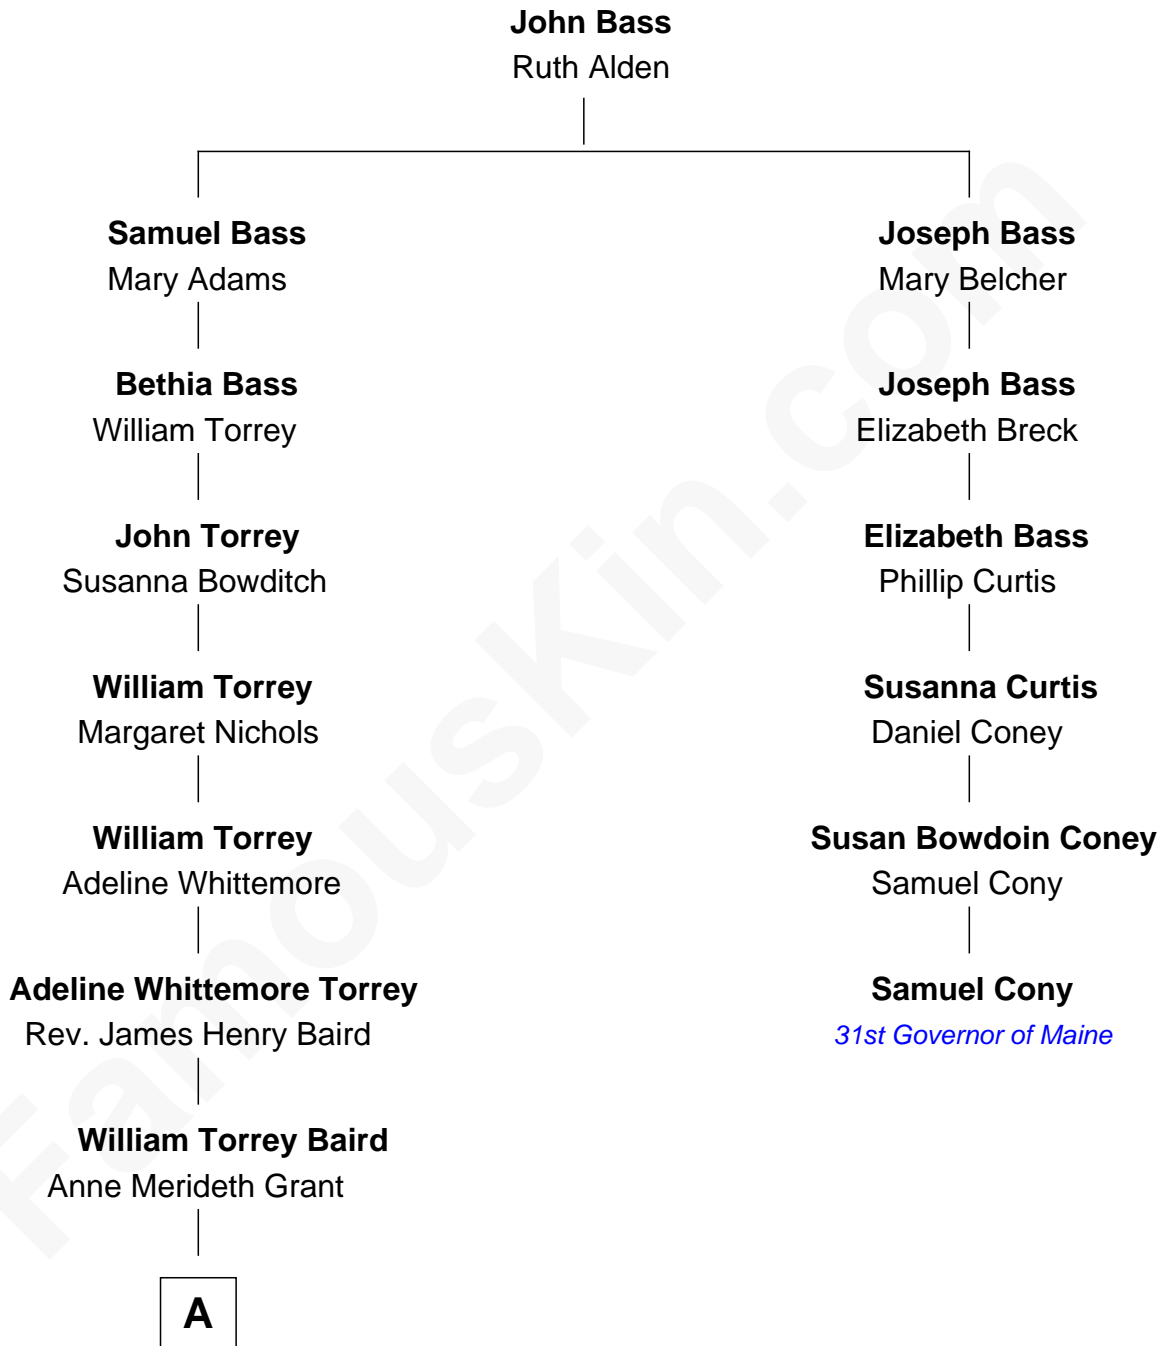 John Bass
Ruth Alden
Samuel Bass
Mary Adams
Bethia Bass
William Torrey
John Torrey
Susanna Bowditch
William Torrey
Margaret Nichols
William Torrey
Adeline Whittemore
Adeline Whittemore Torrey
Rev. James Henry Baird
William Torrey Baird
Anne Merideth Grant
A
Joseph Bass
Mary Belcher
Joseph Bass
Elizabeth Breck
Elizabeth Bass
Phillip Curtis
Susanna Curtis
Daniel Coney
Susan Bowdoin Coney
Samuel Cony
Samuel Cony
31st Governor of Maine
FamousKin.com